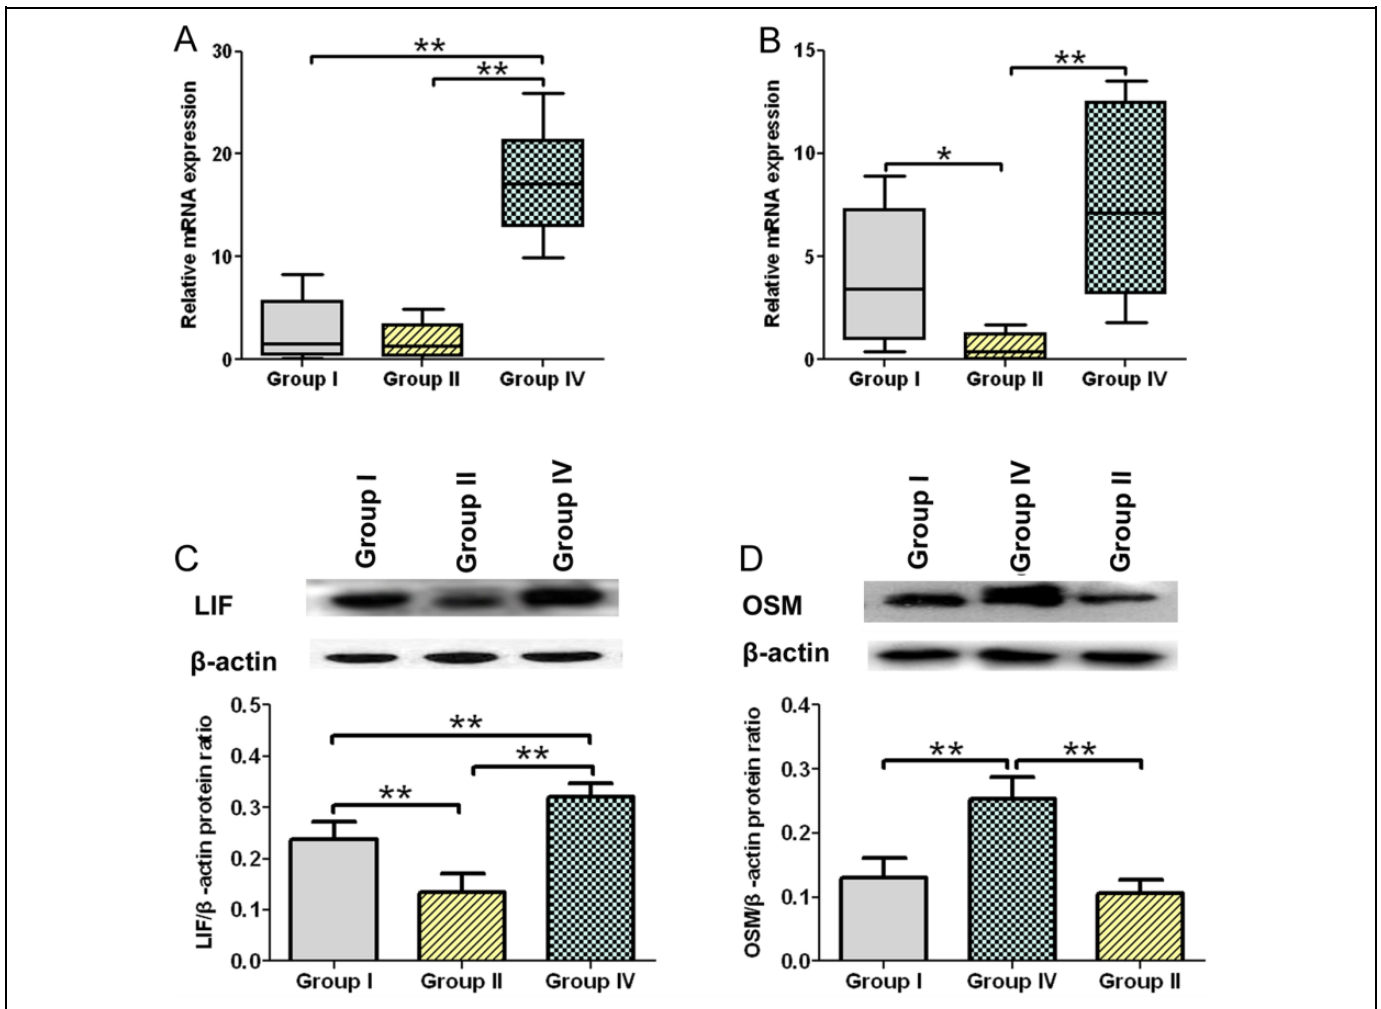 A
Relative mRNA expression
30
20
10
0
**
**
Group I Group II Group IV
B
Relative mRNA expression
15
10
5
0
*
**
Group I Group II Group IV
C
Group I Group II Group IV
LIF
β-actin
LIF/β -actin protein ratio
0.5
0.4
0.3
0.2
0.1
0.0
**
**
**
Group I Group II Group IV
D
Group I Group IV Group II
OSM
β-actin
OSM/β -actin protein ratio
0.4
0.3
0.2
0.1
0.0
** **
Group I Group IV Group II